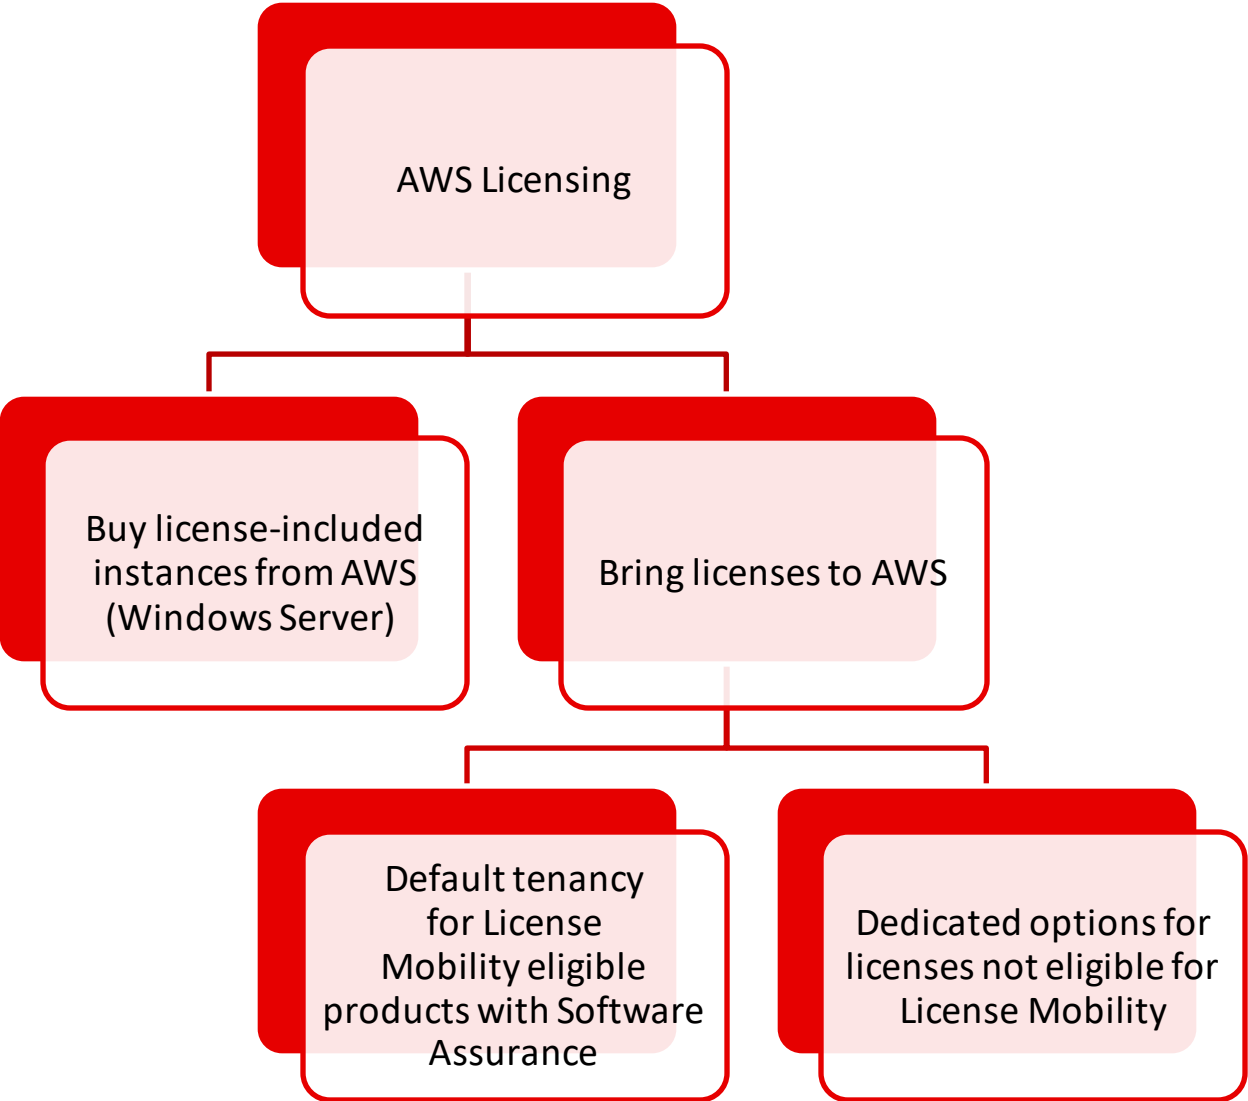 AWS Licensing
Buy license-included
instances from AWS
(Windows Server)
Bring licenses to AWS
Default tenancy
for License
Mobility eligible
products with Software
Assurance
Dedicated options for
licenses not eligible for
License Mobility